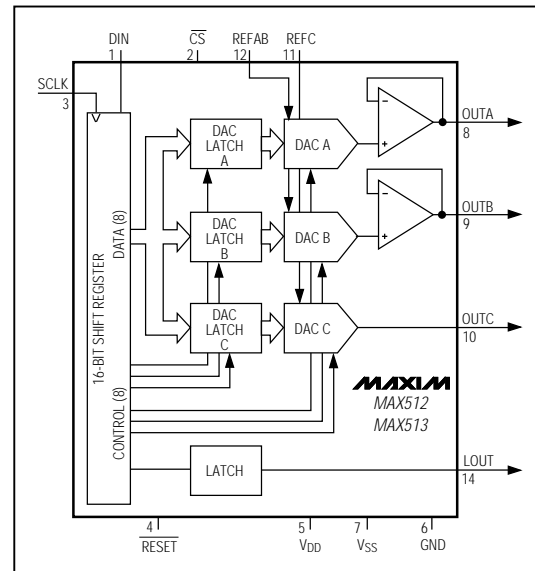 DIN
1
CS
2
REFAB
12
REFC
11
SCLK
3
16-BIT SHIFT REGISTER
DATA (8)
CONTROL (8)
DAC
LATCH
A
DAC A
−
+
OUTA
8
DAC
LATCH
B
DAC B
−
+
OUTB
9
DAC
LATCH
C
DAC C
OUTC
10
MAXIM
MAX512
MAX513
LATCH
LOUT
14
4
RESET
5
VDD
7
VSS
6
GND